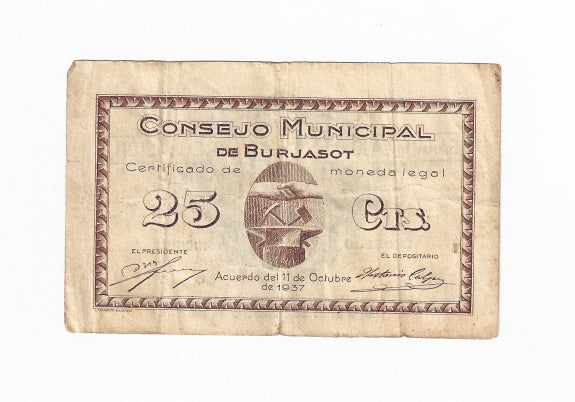 CONSEJO MUNICIPAL
DE BURJASOT
Certificado de moneda legal
25 CTS.
EL PRESIDENTE
EL DEPOSITARIO
Acuerdo del 11 de Octubre
de 1937